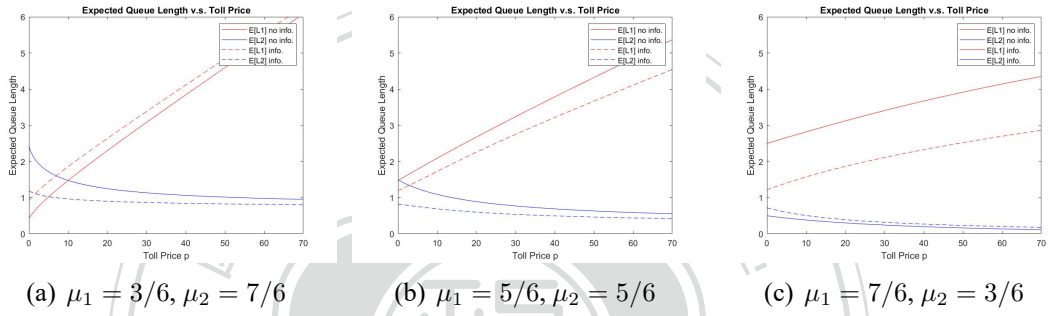 Expected Queue Length v.s. Toll Price
E[L1] no info.
E[L2] no info.
E[L1] info.
E[L2] info.
Expected Queue Length
6
5
4
3
2
1
0
0 10 20 30 40 50 60 70
Toll Price p
(a) μ₁ = 3/6, μ₂ = 7/6
Expected Queue Length v.s. Toll Price
E[L1] no info.
E[L2] no info.
E[L1] info.
E[L2] info.
Expected Queue Length
6
5
4
3
2
1
0
0 10 20 30 40 50 60 70
Toll Price p
(b) μ₁ = 5/6, μ₂ = 5/6
Expected Queue Length v.s. Toll Price
E[L1] no info.
E[L2] no info.
E[L1] info.
E[L2] info.
Expected Queue Length
6
5
4
3
2
1
0
0 10 20 30 40 50 60 70
Toll Price p
(c) μ₁ = 7/6, μ₂ = 3/6